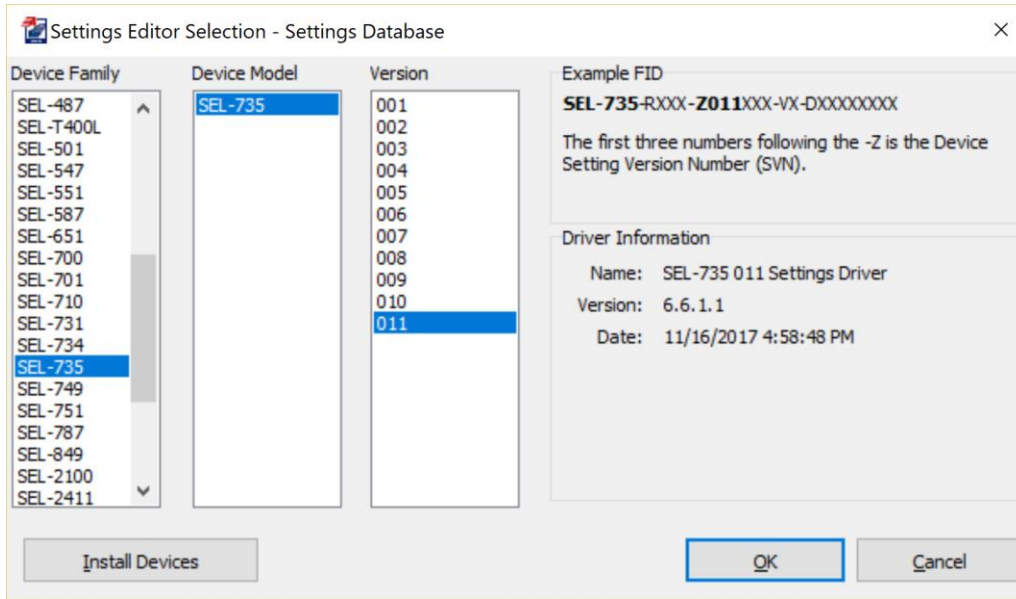 Settings Editor Selection - Settings Database
Device Family
SEL-487
SEL-T400L
SEL-501
SEL-547
SEL-551
SEL-587
SEL-651
SEL-700
SEL-701
SEL-710
SEL-731
SEL-734
SEL-735
SEL-749
SEL-751
SEL-787
SEL-849
SEL-2100
SEL-2411
Device Model
SEL-735
Version
001
002
003
004
005
006
007
008
009
010
011
Example FID
SEL-735-RXXX-Z011XXX-VX-DXXXXXXXX
The first three numbers following the -Z is the Device
Setting Version Number (SVN).
Driver Information
Name: SEL-735 011 Settings Driver
Version: 6.6.1.1
Date: 11/16/2017 4:58:48 PM
Install Devices
OK
Cancel